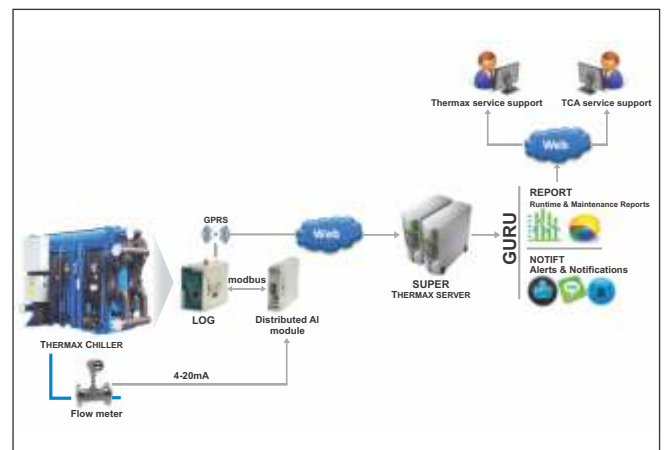 Thermax service support
TCA service support
Web
REPORT
Runtime & Maintenance Reports
GURU
NOTIFT
Alerts & Notifications
GPRS
Web
SUPER
THERMAX SERVER
modbus
LOG
Distributed AI
module
THERMAX CHILLER
4-20mA
Flow meter